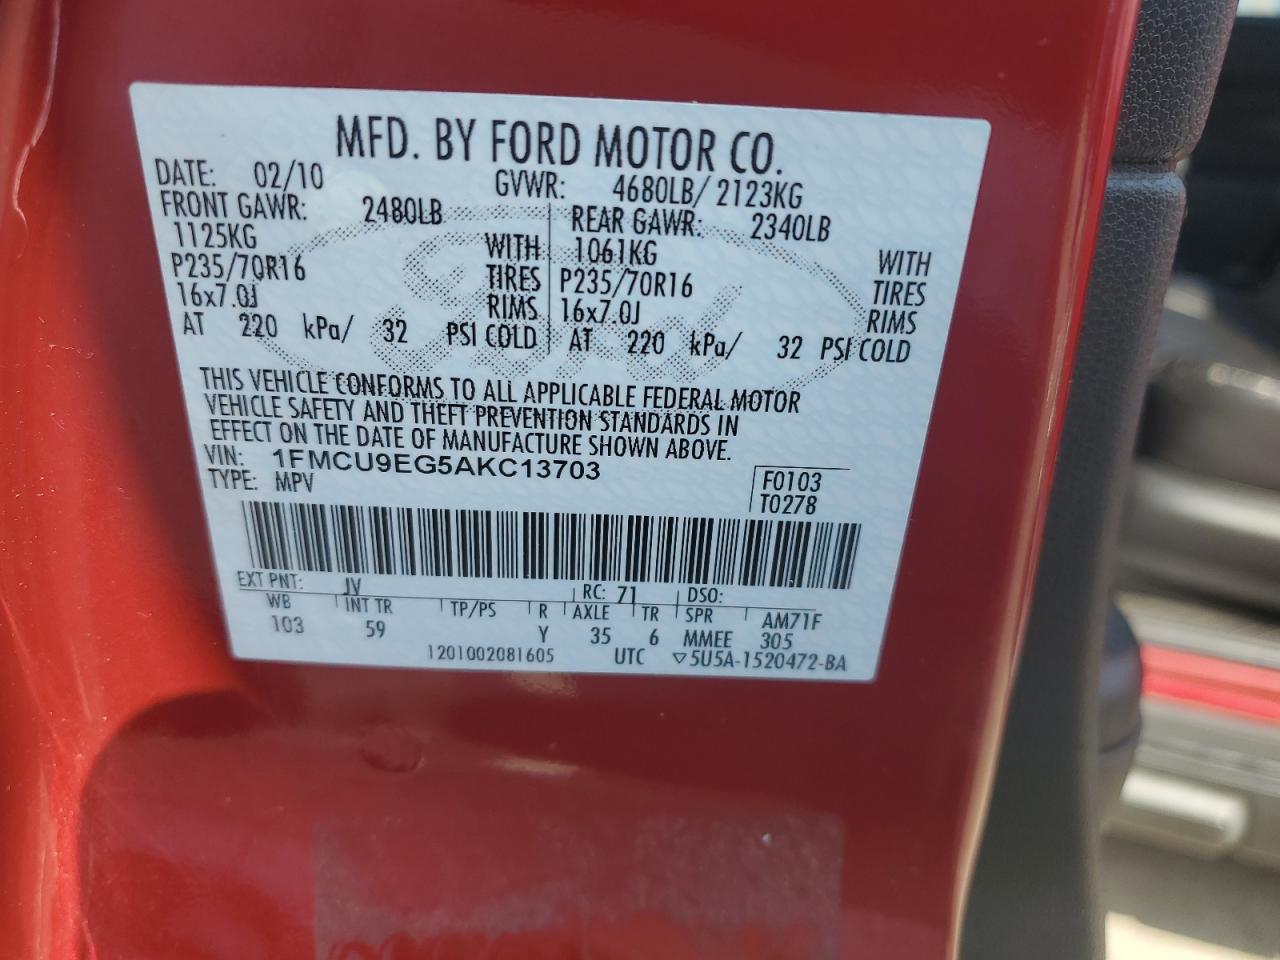 MFD. BY FORD MOTOR CO.
DATE: 02/10 GVWR: 4680LB/ 2123KG
FRONT GAWR: 2480LB REAR GAWR: 2340LB
1125KG WITH 1061KG WITH
P235/70R16 TIRES P235/70R16 TIRES
16x7.0J RIMS 16x7.0J RIMS
AT 220 kPa/ 32 PSI COLD AT 220 kPa/ 32 PSI COLD
THIS VEHICLE CONFORMS TO ALL APPLICABLE FEDERAL MOTOR
VEHICLE SAFETY AND THEFT PREVENTION STANDARDS IN
EFFECT ON THE DATE OF MANUFACTURE SHOWN ABOVE.
VIN: 1FMCU9EG5AKC13703
TYPE: MPV
F0103
T0278
EXT PNT: JV RC: 71 DSO:
WB INT TR TP/PS R AXLE TR SPR AM71F
103 59 Y 35 6 MMEE 305
1201002081605 UTC ▽5U5A-1520472-BA